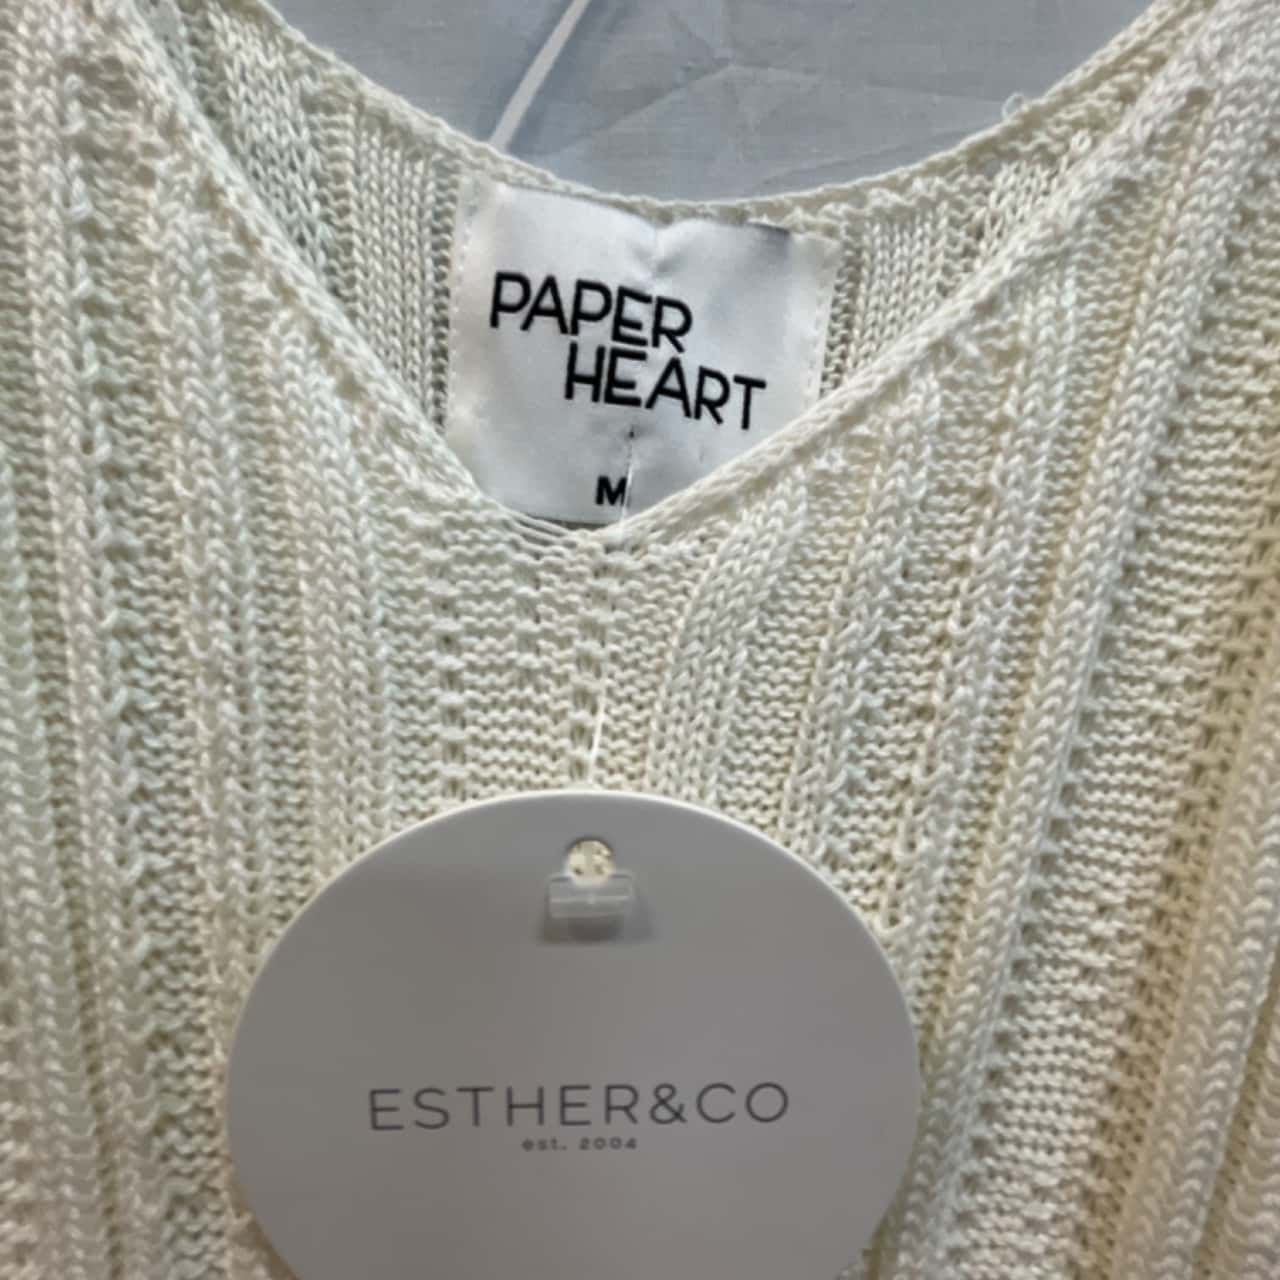 PAPER
HEART
M
ESTHER&CO
est. 2004